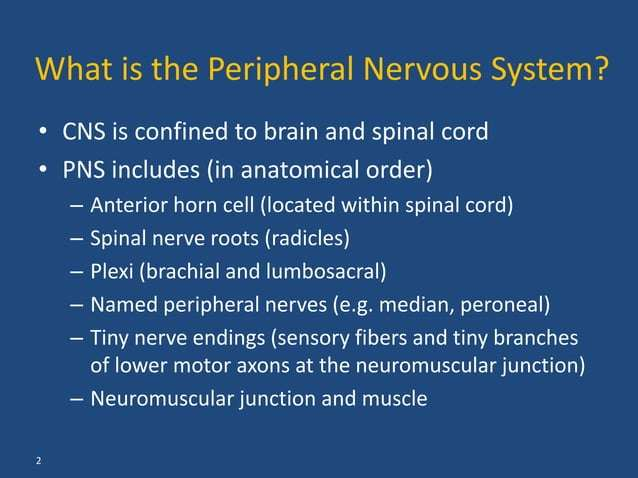 What is the Peripheral Nervous System?
• CNS is confined to brain and spinal cord
• PNS includes (in anatomical order)
– Anterior horn cell (located within spinal cord)
– Spinal nerve roots (radicles)
– Plexi (brachial and lumbosacral)
– Named peripheral nerves (e.g. median, peroneal)
– Tiny nerve endings (sensory fibers and tiny branches
of lower motor axons at the neuromuscular junction)
– Neuromuscular junction and muscle
2